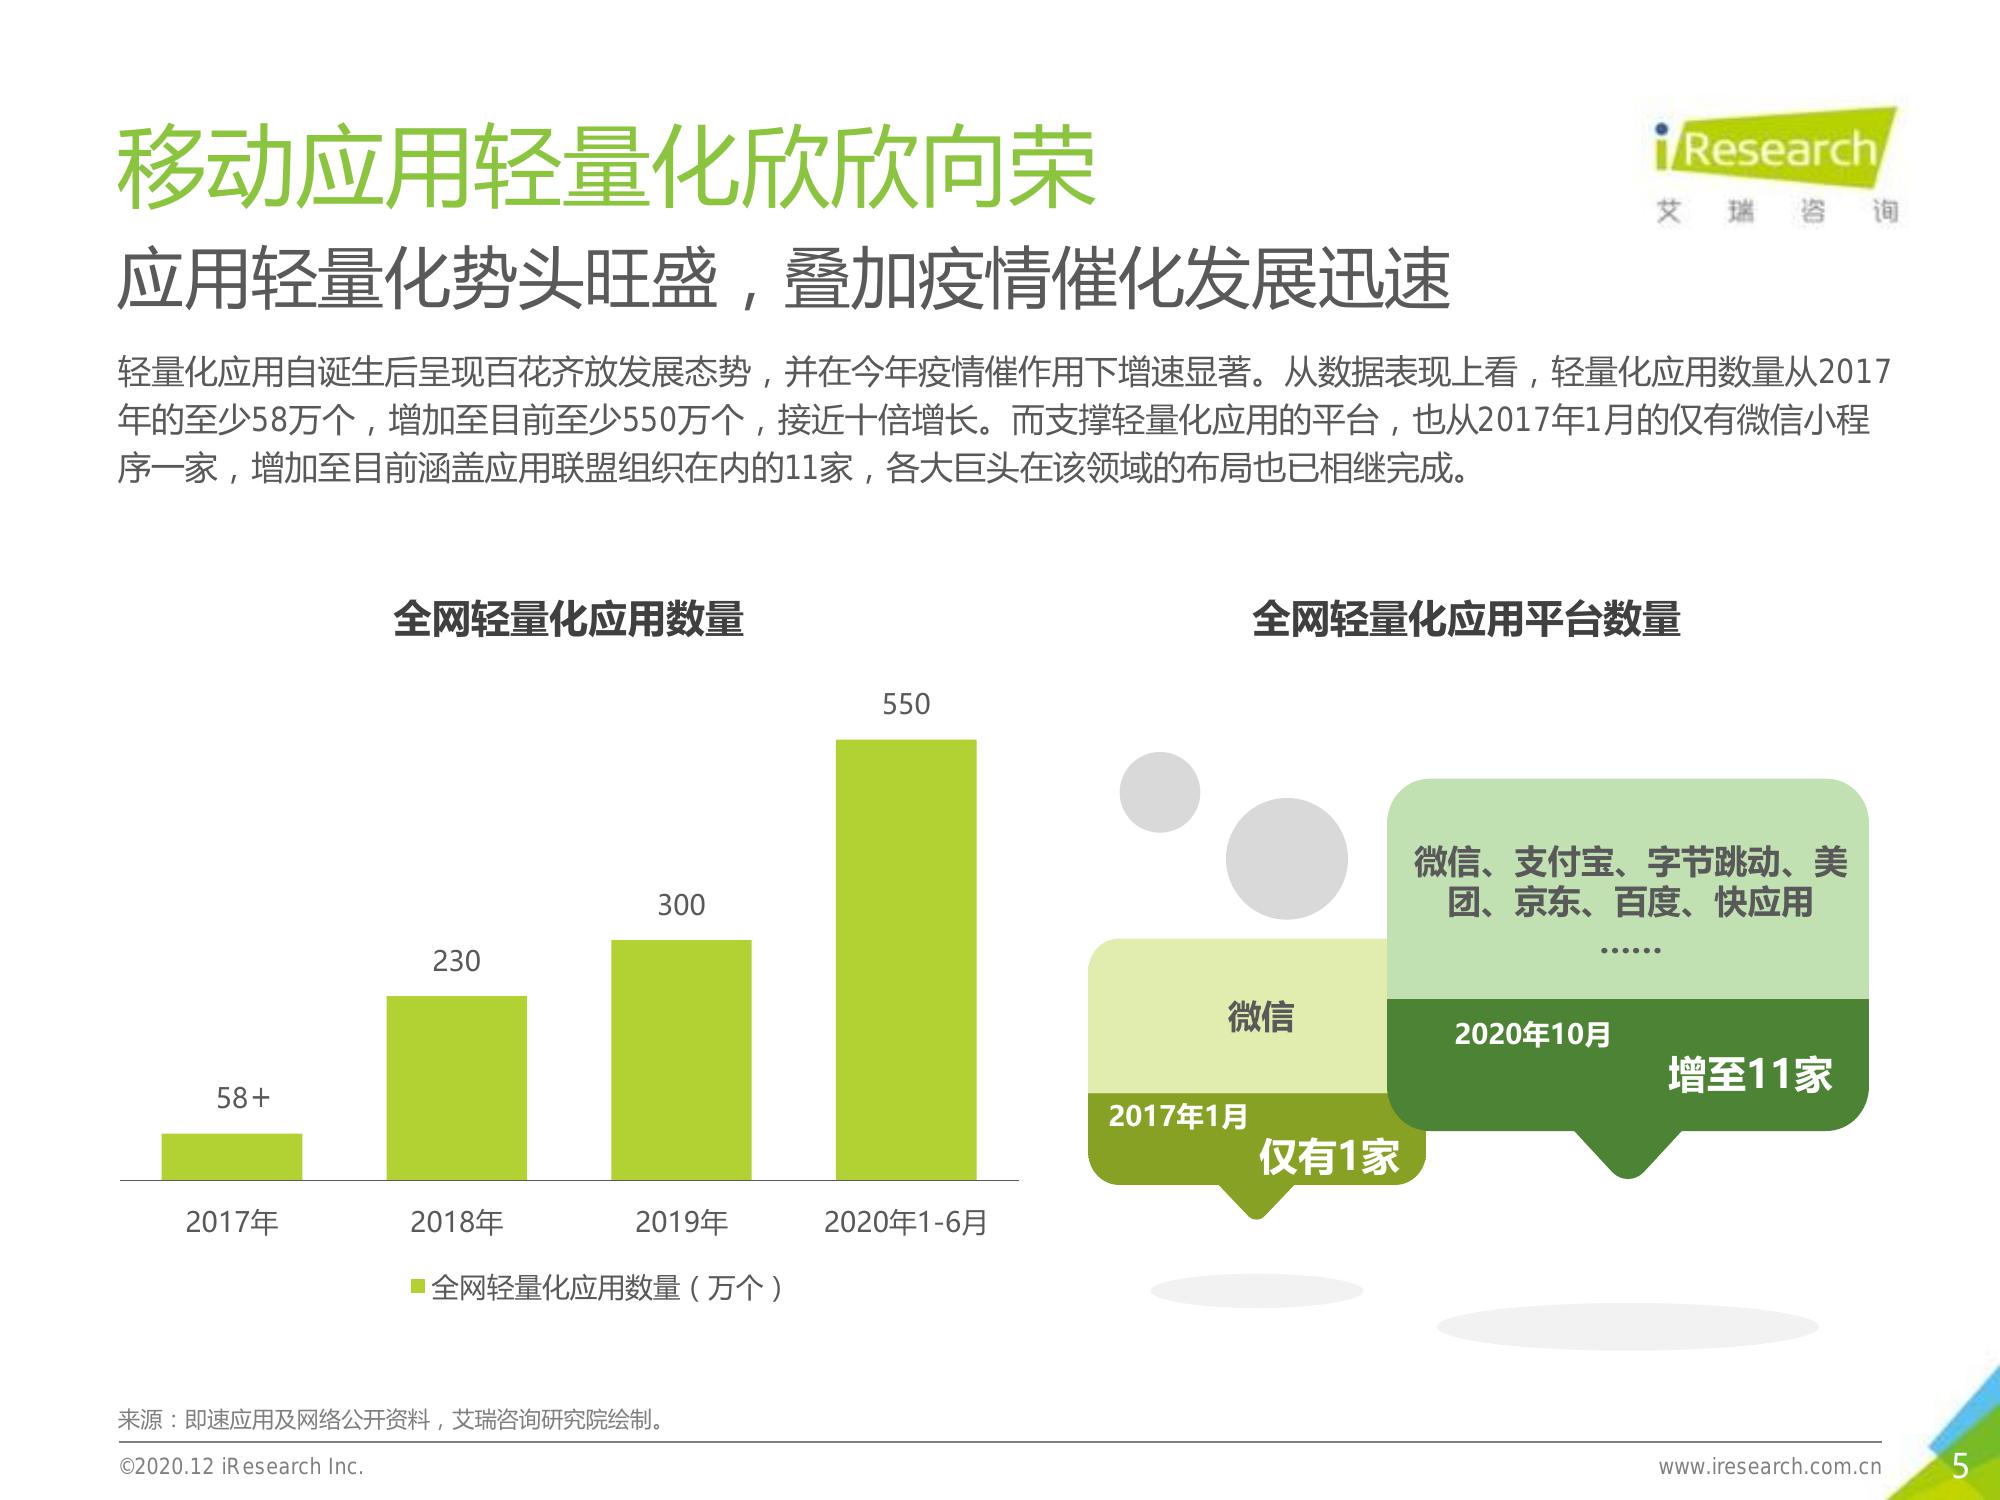 移动应用轻量化欣欣向荣
iResearch
艾瑞咨询
应用轻量化势头旺盛，叠加疫情催化发展迅速
轻量化应用自诞生后呈现百花齐放发展态势，并在今年疫情催作用下增速显著。从数据表现上看，轻量化应用数量从2017
年的至少58万个，增加至目前至少550万个，接近十倍增长。而支撑轻量化应用的平台，也从2017年1月的仅有微信小程
序一家，增加至目前涵盖应用联盟组织在内的11家，各大巨头在该领域的布局也已相继完成。
全网轻量化应用数量
550
300
230
58+
2017年
2018年
2019年
2020年1-6月
全网轻量化应用数量（万个）
全网轻量化应用平台数量
微信
2017年1月
仅有1家
微信、支付宝、字节跳动、美
团、京东、百度、快应用
……
2020年10月
增至11家
来源：即速应用及网络公开资料，艾瑞咨询研究院绘制。
©2020.12 iResearch Inc.
www.iresearch.com.cn
5